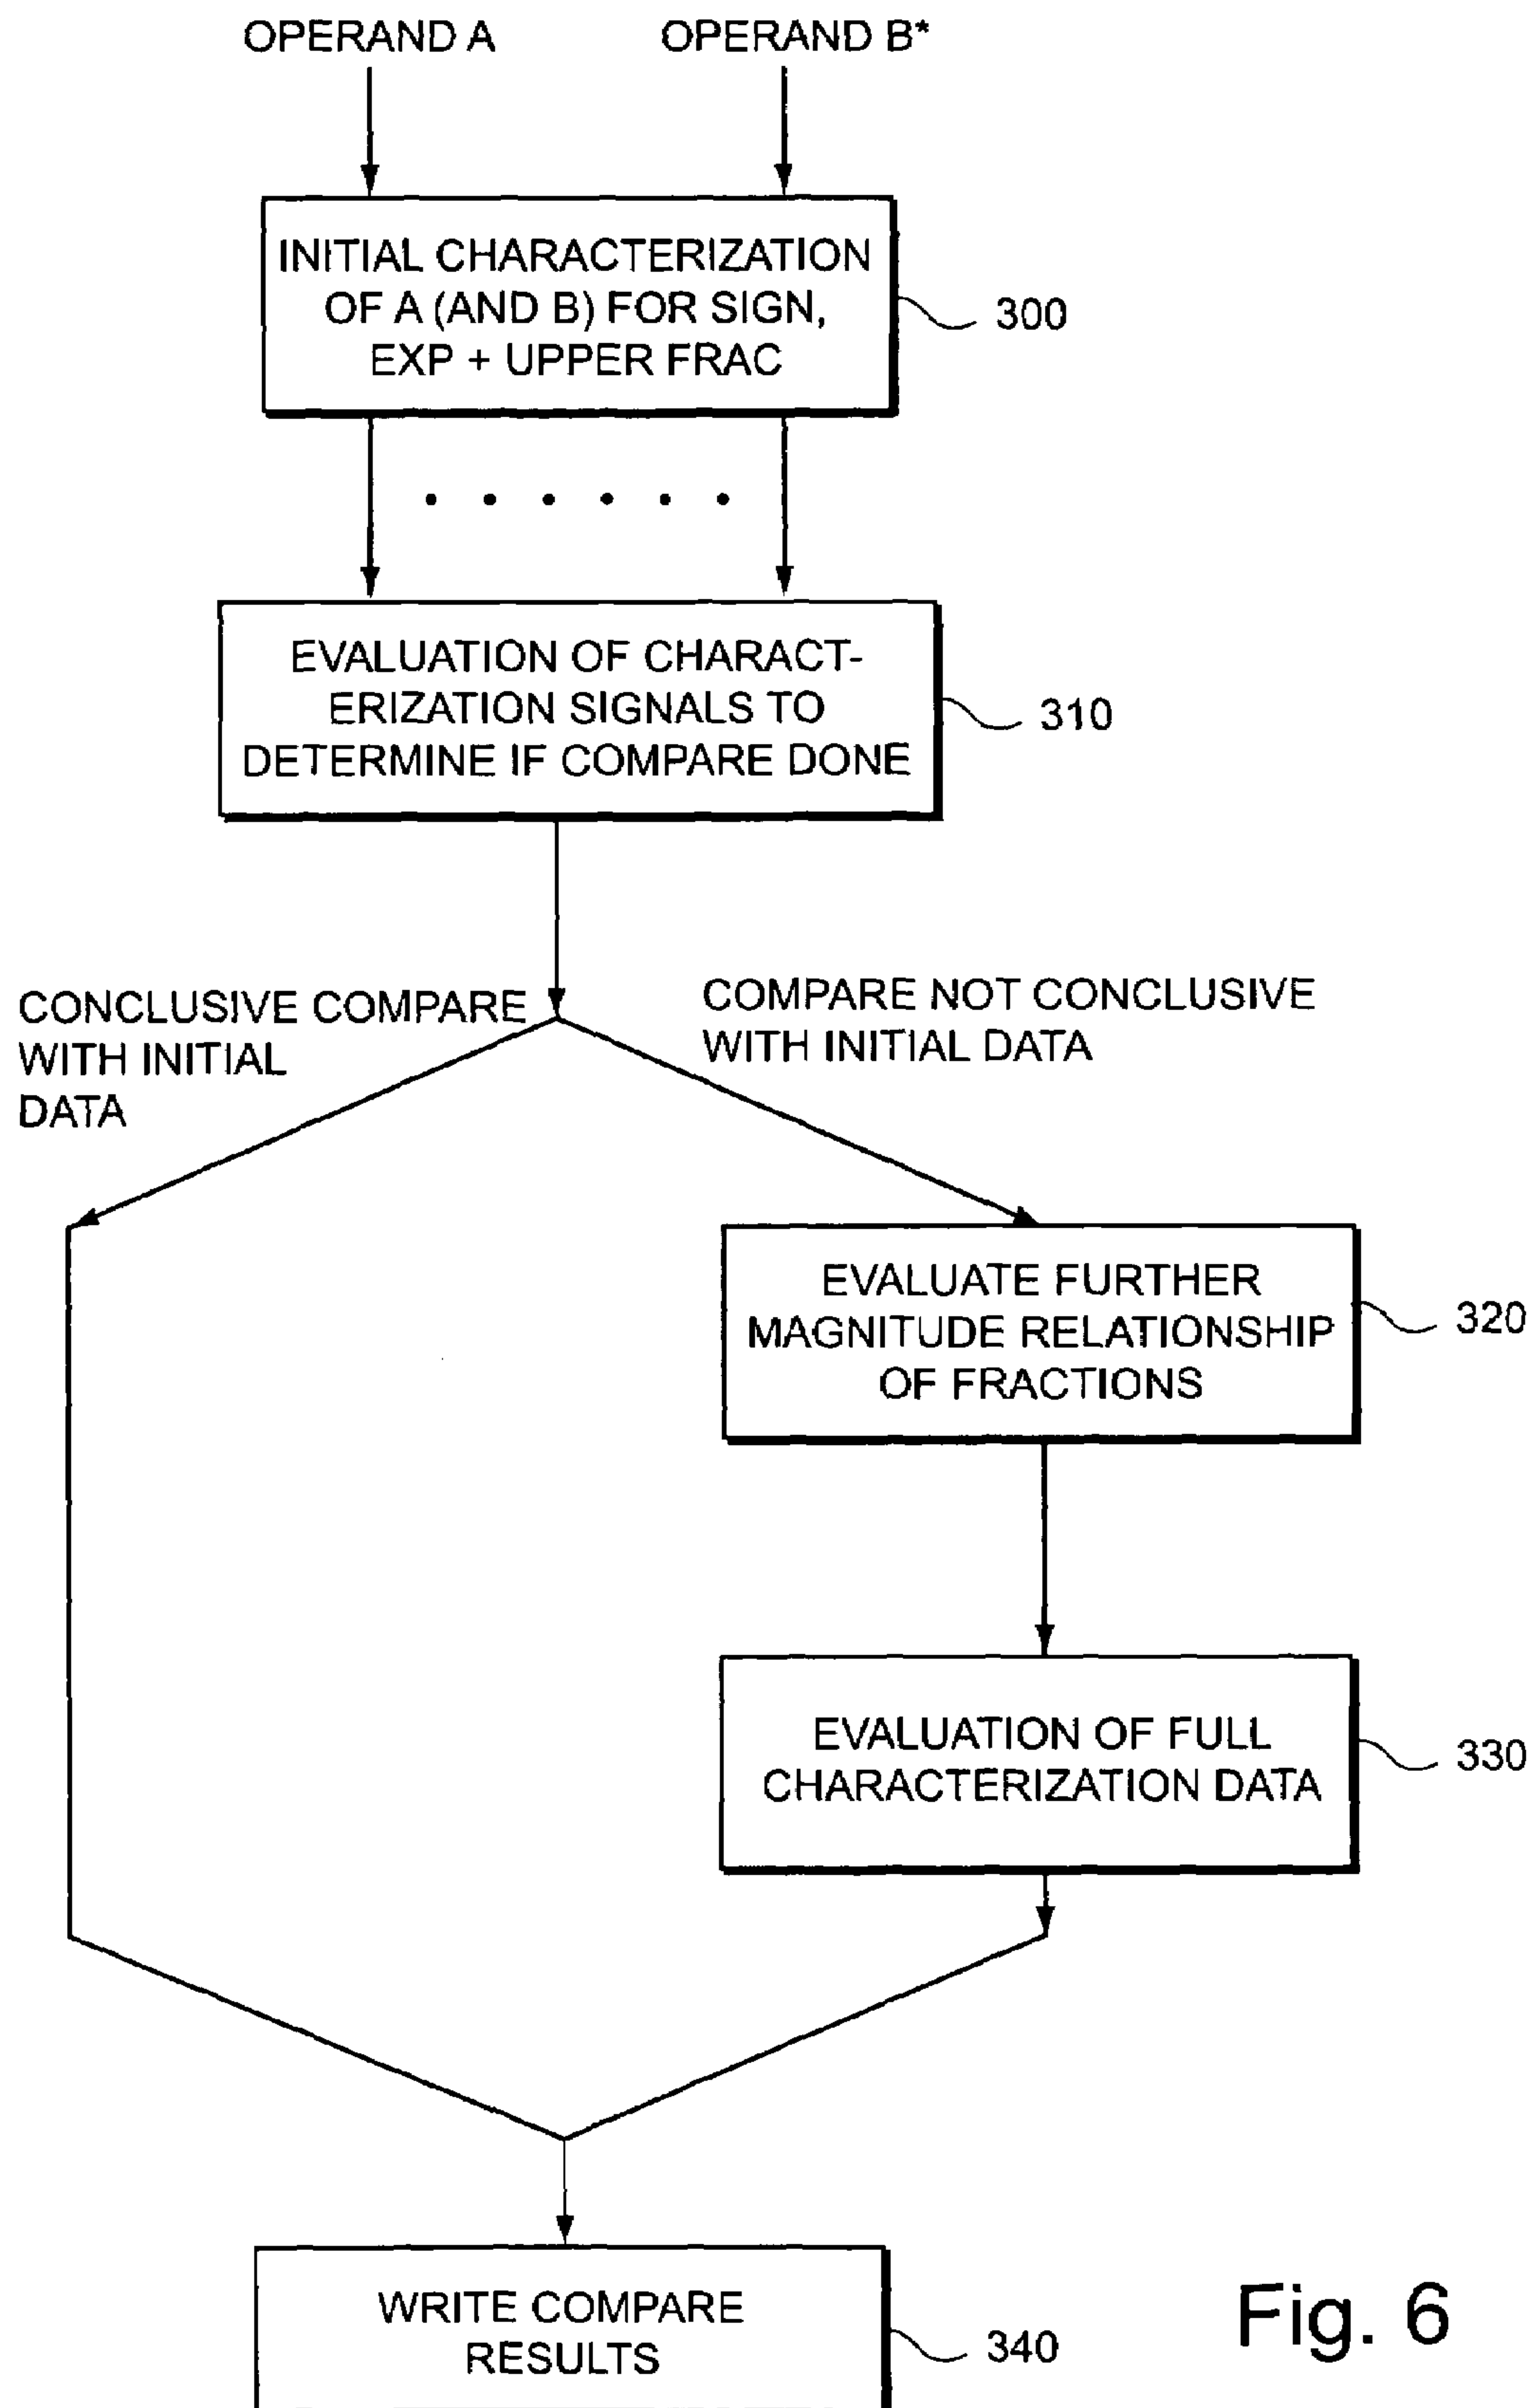 OPERAND A
OPERAND B*
INITIAL CHARACTERIZATION
OF A (AND B) FOR SIGN,
EXP + UPPER FRAC
300
EVALUATION OF CHARACT-
ERIZATION SIGNALS TO
DETERMINE IF COMPARE DONE
310
CONCLUSIVE COMPARE
WITH INITIAL
DATA
COMPARE NOT CONCLUSIVE
WITH INITIAL DATA
EVALUATE FURTHER
MAGNITUDE RELATIONSHIP
OF FRACTIONS
320
EVALUATION OF FULL
CHARACTERIZATION DATA
330
WRITE COMPARE
RESULTS
340
Fig. 6